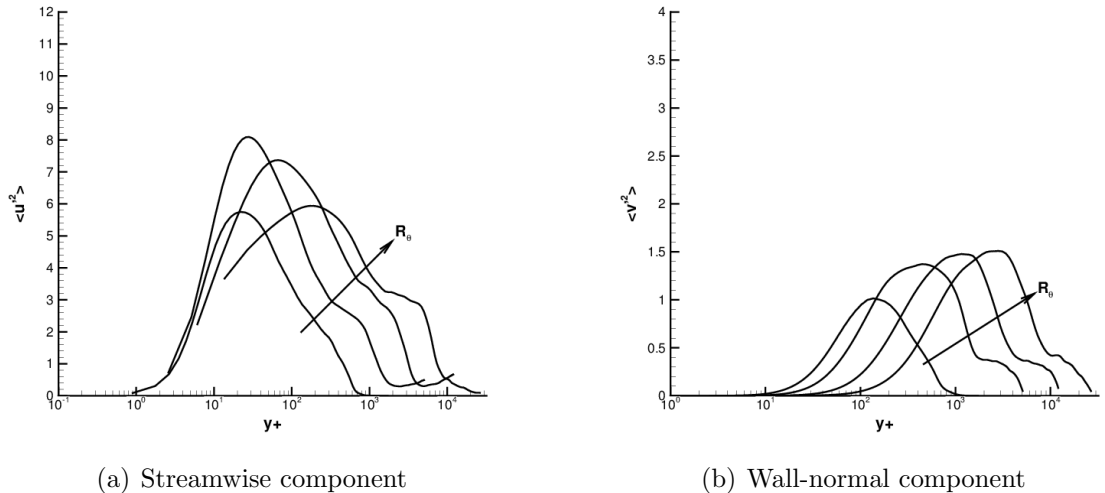 12
11
10
9
8
7
6
5
4
3
2
1
0
<u'²>
10⁻¹ 10⁰ 10¹ 10² 10³ 10⁴
y+
R_θ
(a) Streamwise component
4
3.5
3
2.5
2
1.5
1
0.5
0
<v'²>
10⁰ 10¹ 10² 10³ 10⁴
y+
R_θ
(b) Wall-normal component